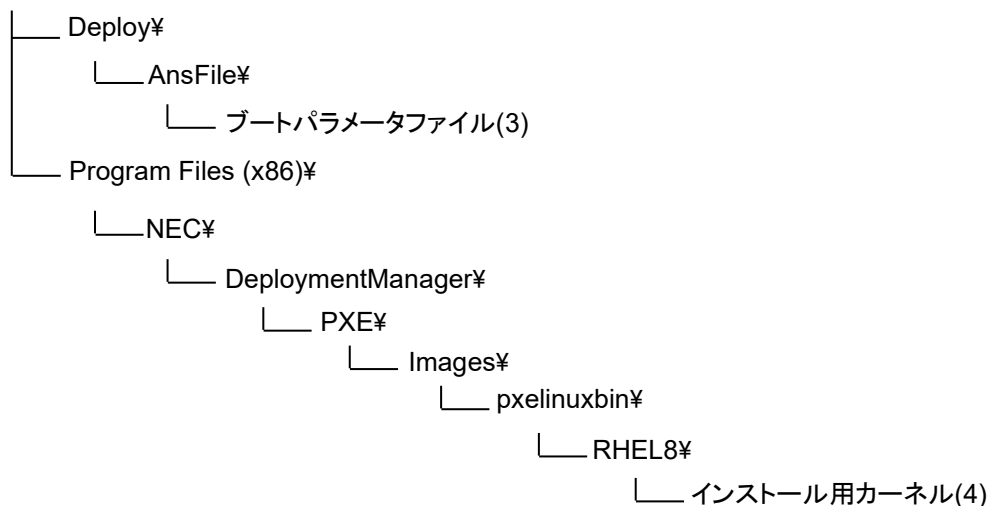 Deploy¥
AnsFile¥
ブートパラメータファイル(3)
Program Files (x86)¥
NEC¥
DeploymentManager¥
PXE¥
Images¥
pxelinuxbin¥
RHEL8¥
インストール用カーネル(4)